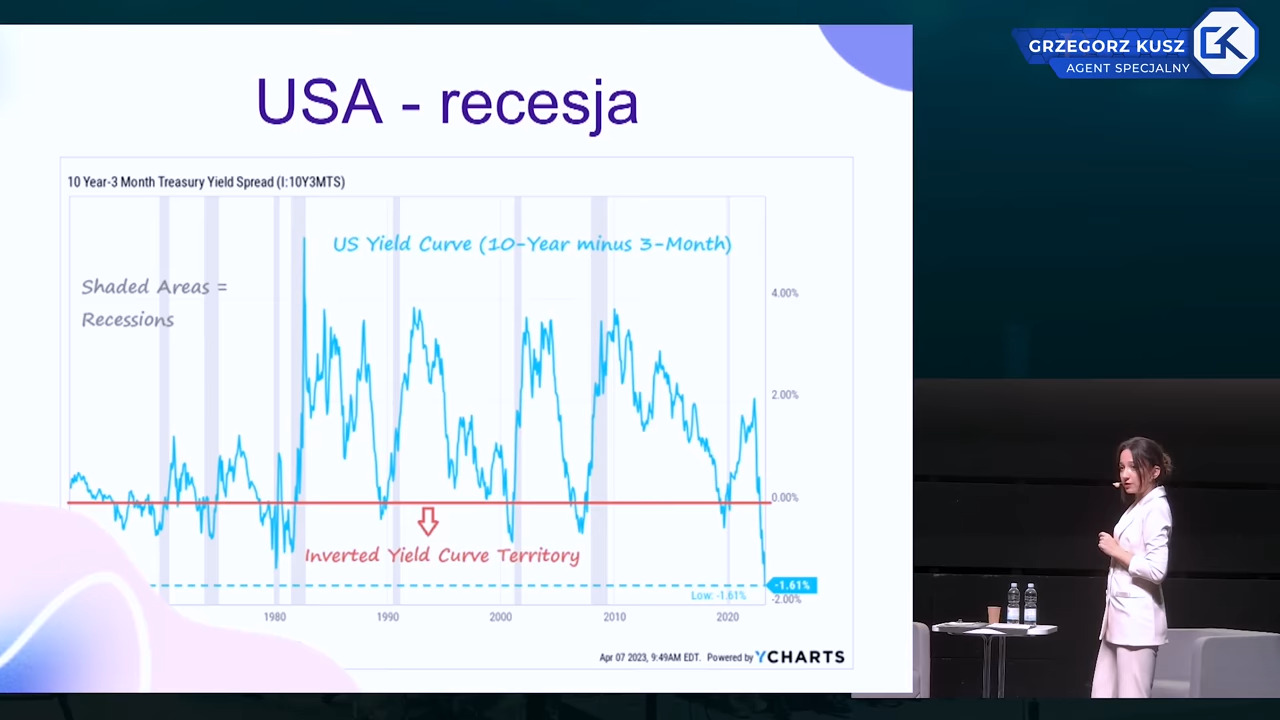 GRZEGORZ KUSZ
GK
AGENT SPECJALNY
USA - recesja
10 Year-3 Month Treasury Yield Spread (I:10Y3MTS)
US Yield Curve (10-Year minus 3-Month)
Shaded Areas =
Recessions
4.00%
2.00%
0.00%
Inverted Yield Curve Territory
-1.61%
Low: -1.61%
-2.00%
1980
1990
2000
2010
2020
Apr 07 2023, 9:49AM EDT. Powered by YCHARTS